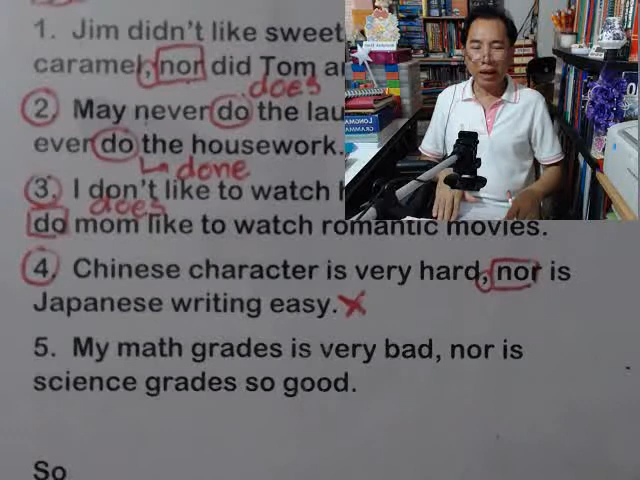 1. Jim didn't like sweet
caramel, nor did Tom
does
2. May never do the
ever do the housework.
done
3. I don't like to watch
does
do mom like to watch romantic movies.
4. Chinese character is very hard, nor is
Japanese writing easy.
5. My math grades is very bad, nor is
science grades so good.
So
LONGMAN
GRAMMAR